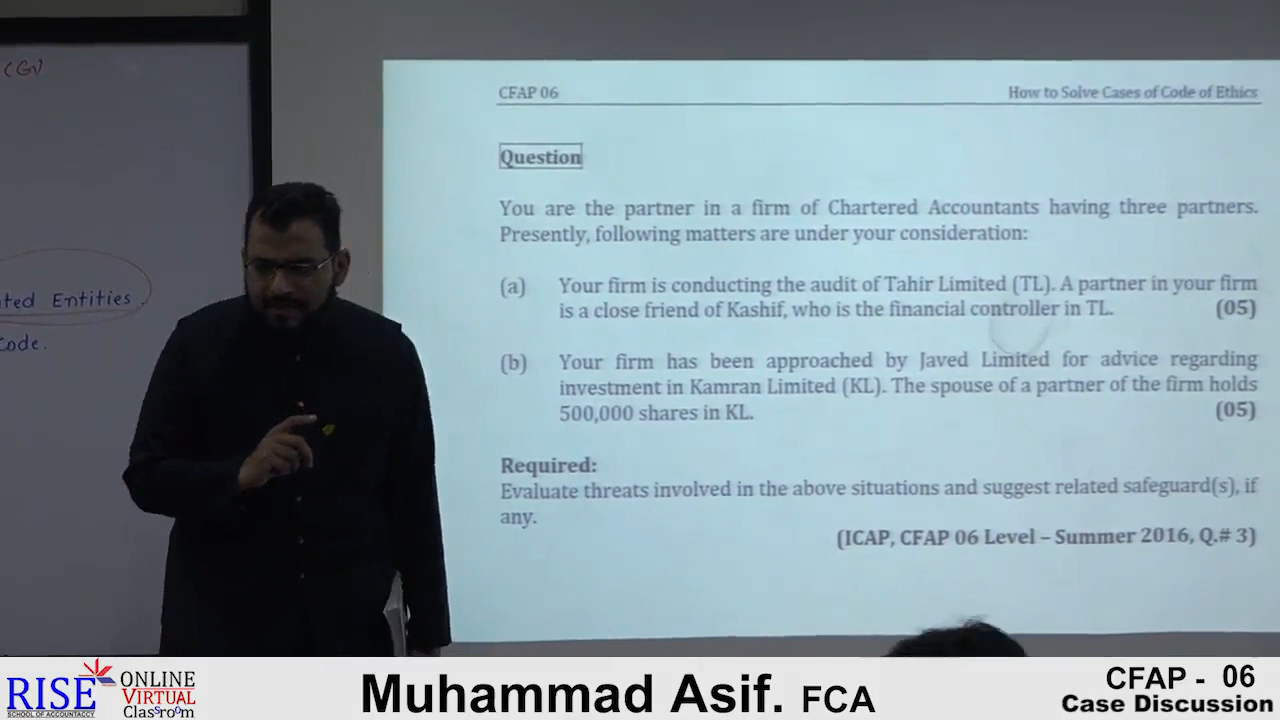 (GV)
ted Entities.
Code.
CFAP 06
How to Solve Cases of Code of Ethics
Question
You are the partner in a firm of Chartered Accountants having three partners.
Presently, following matters are under your consideration:
(a) Your firm is conducting the audit of Tahir Limited (TL). A partner in your firm
is a close friend of Kashif, who is the financial controller in TL. (05)
(b) Your firm has been approached by Javed Limited for advice regarding
investment in Kamran Limited (KL). The spouse of a partner of the firm holds
500,000 shares in KL. (05)
Required:
Evaluate threats involved in the above situations and suggest related safeguard(s), if
any.
(ICAP, CFAP 06 Level – Summer 2016, Q.# 3)
RISE
SCHOOL OF ACCOUNTANCY
ONLINE
VIRTUAL
Classroom
Muhammad Asif. FCA
CFAP - 06
Case Discussion